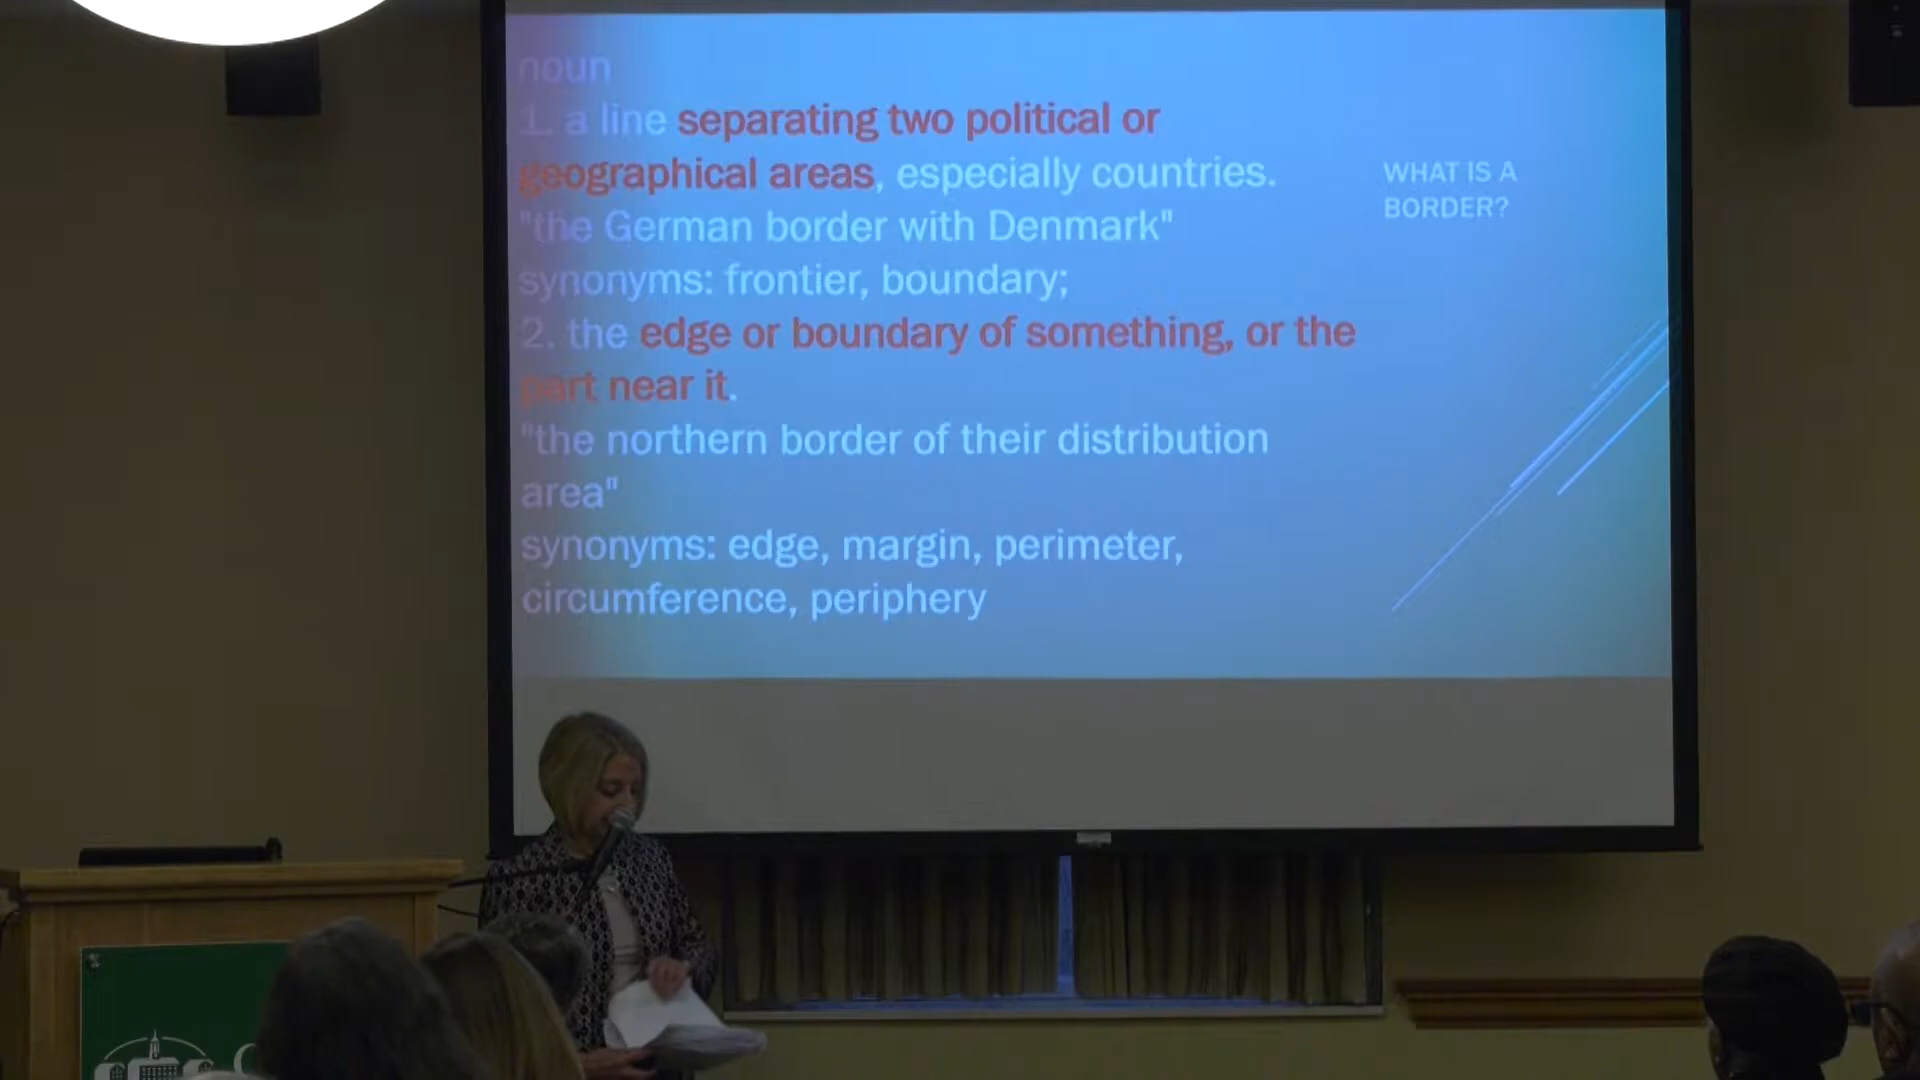 noun
1. a line separating two political or
geographical areas, especially countries.
"the German border with Denmark"
synonyms: frontier, boundary;
2. the edge or boundary of something, or the
part near it.
"the northern border of their distribution
area"
synonyms: edge, margin, perimeter,
circumference, periphery
WHAT IS A
BORDER?